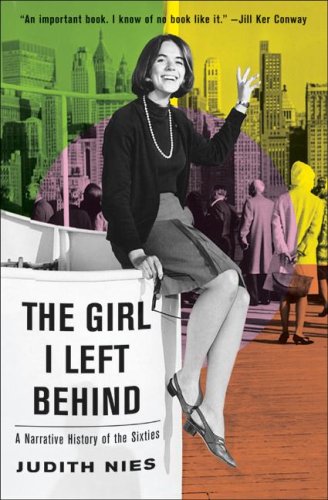 “An important book. I know of no book like it.” —Jill Ker Conway
THE GIRL
I LEFT
BEHIND
A Narrative History of the Sixties
JUDITH NIES